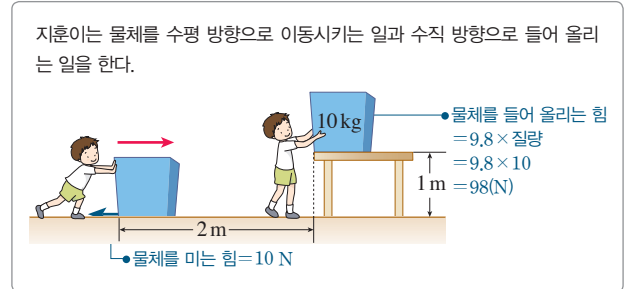 지훈이는 물체를 수평 방향으로 이동시키는 일과 수직 방향으로 들어 올리
는 일을 한다.
10 kg
물체를 들어 올리는 힘
=9.8×질량
=9.8×10
=98(N)
1 m
2 m
물체를 미는 힘=10 N